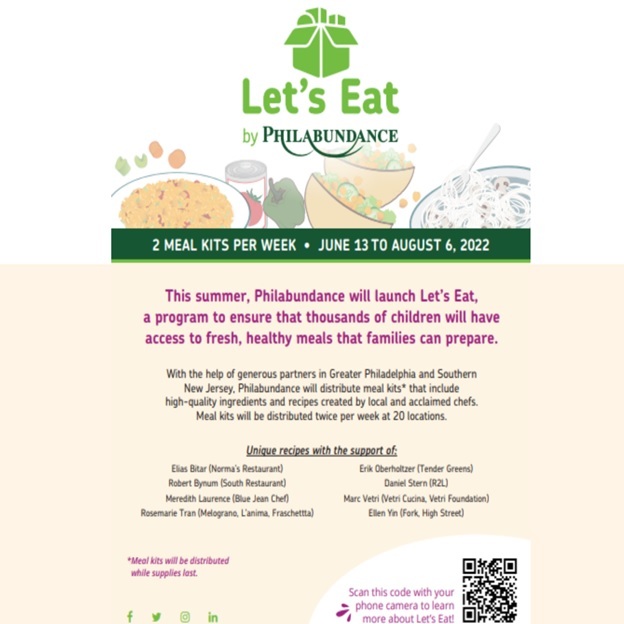 Let's Eat
by PHILABUNDANCE
2 MEAL KITS PER WEEK • JUNE 13 TO AUGUST 6, 2022
This summer, Philabundance will launch Let's Eat,
a program to ensure that thousands of children will have
access to fresh, healthy meals that families can prepare.
With the help of generous partners in Greater Philadelphia and Southern
New Jersey, Philabundance will distribute meal kits* that include
high-quality ingredients and recipes created by local and acclaimed chefs.
Meal kits will be distributed twice per week at 20 locations.
Unique recipes with the support of:
Elias Bitar (Norma's Restaurant)
Robert Bynum (South Restaurant)
Meredith Laurence (Blue Jean Chef)
Rosemarie Tran (Melograno, L'anima, Fraschettta)
Erik Oberholtzer (Tender Greens)
Daniel Stern (R2L)
Marc Vetri (Vetri Cucina, Vetri Foundation)
Ellen Yin (Fork, High Street)
*Meal kits will be distributed
while supplies last.
Scan this code with your
phone camera to learn
more about Let's Eat!